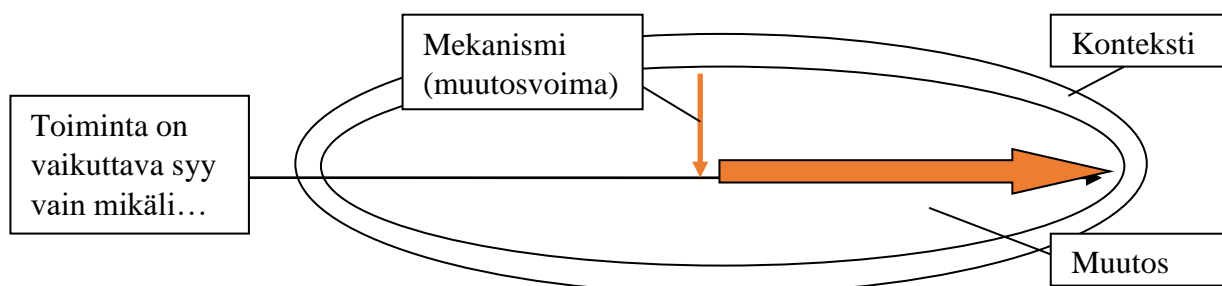 Mekanismi
(muutosvoima)
Konteksti
Toiminta on
vaikuttava syy
vain mikäli…
Muutos